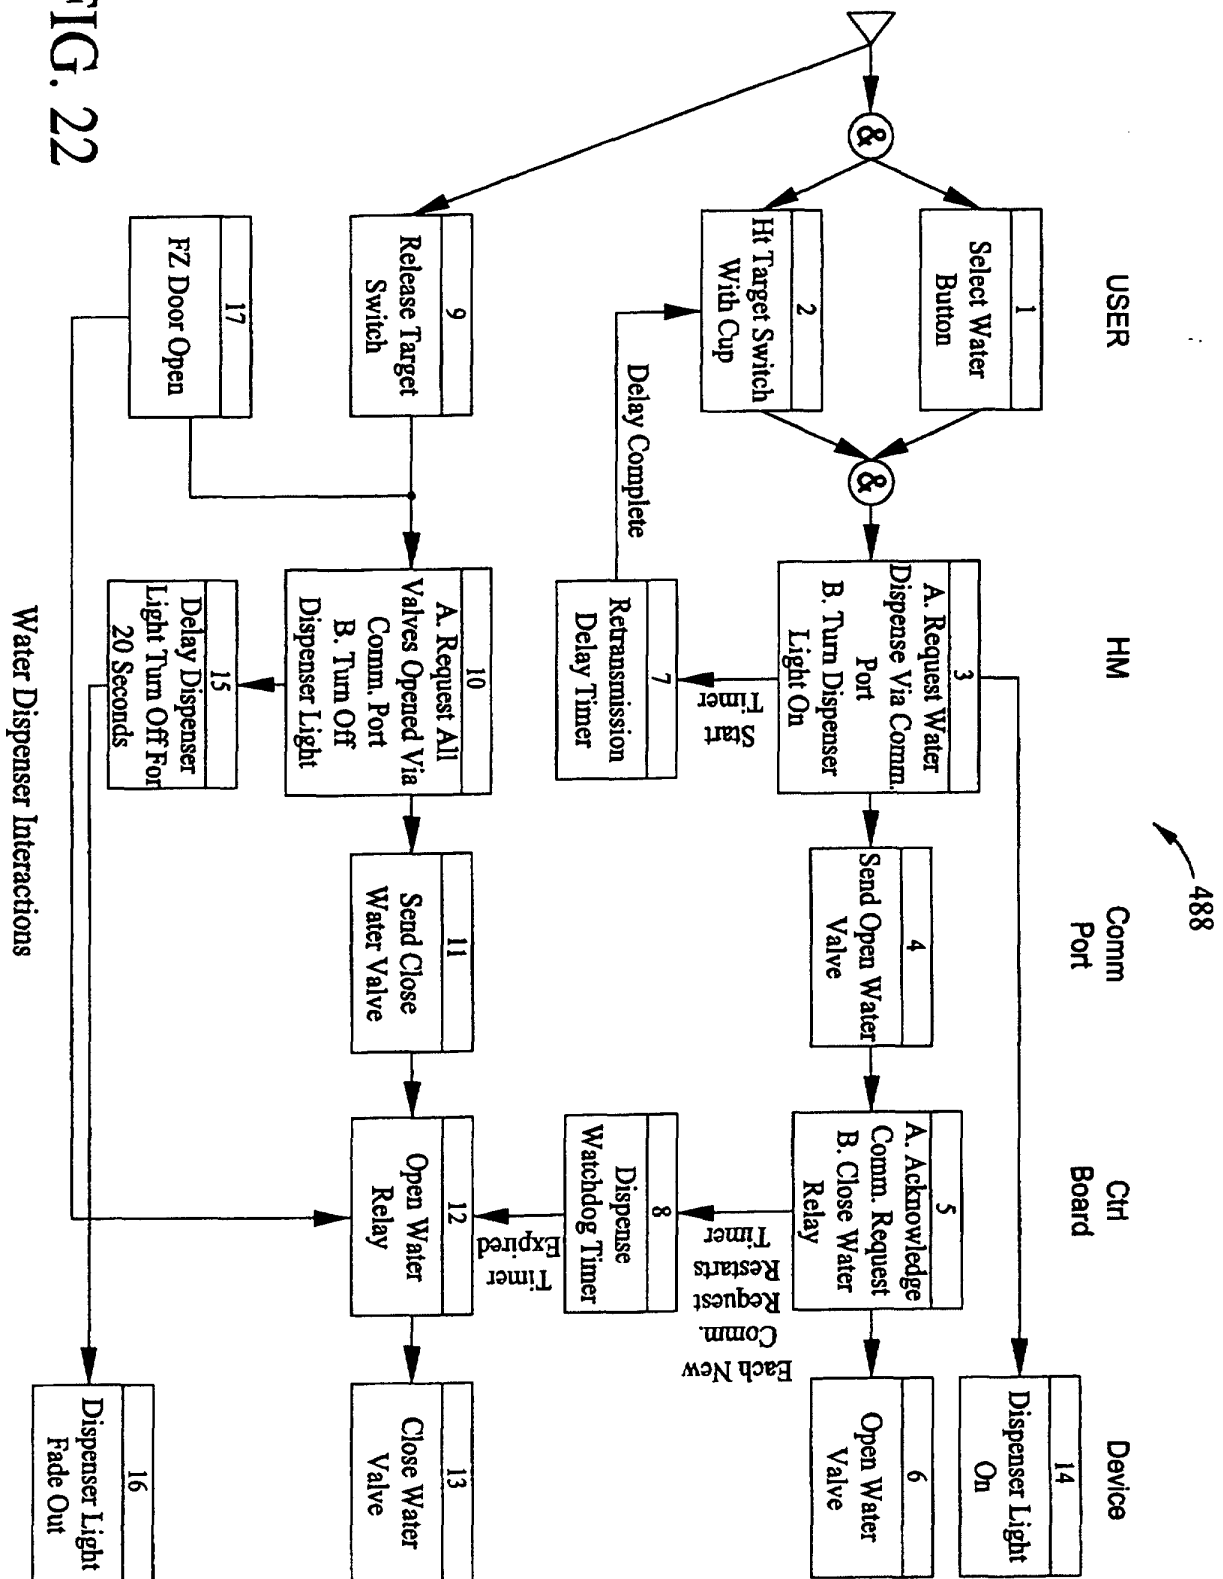 488
USER
HM
Comm
Port
Ctrl
Board
Device
14
Dispenser Light
On
1
Select Water
Button
&
&
2
Ht Target Switch
With Cup
3
A. Request Water
Dispense Via Comm.
Port
B. Turn Dispenser
Light On
4
Send Open Water
Valve
5
A. Acknowledge
Comm. Request
B. Close Water
Relay
6
Open Water
Valve
Delay Complete
Start
Timer
7
Retransmission
Delay Timer
Each New
Comm.
Request
Restarts
Timer
8
Dispense
Watchdog Timer
Timer
Expired
9
Release Target
Switch
10
A. Request All
Valves Opened Via
Comm. Port
B. Turn Off
Dispenser Light
11
Send Close
Water Valve
12
Open Water
Relay
13
Close Water
Valve
17
FZ Door Open
15
Delay Dispenser
Light Turn Off For
20 Seconds
16
Dispenser Light
Fade Out
Water Dispenser Interactions
FIG. 22